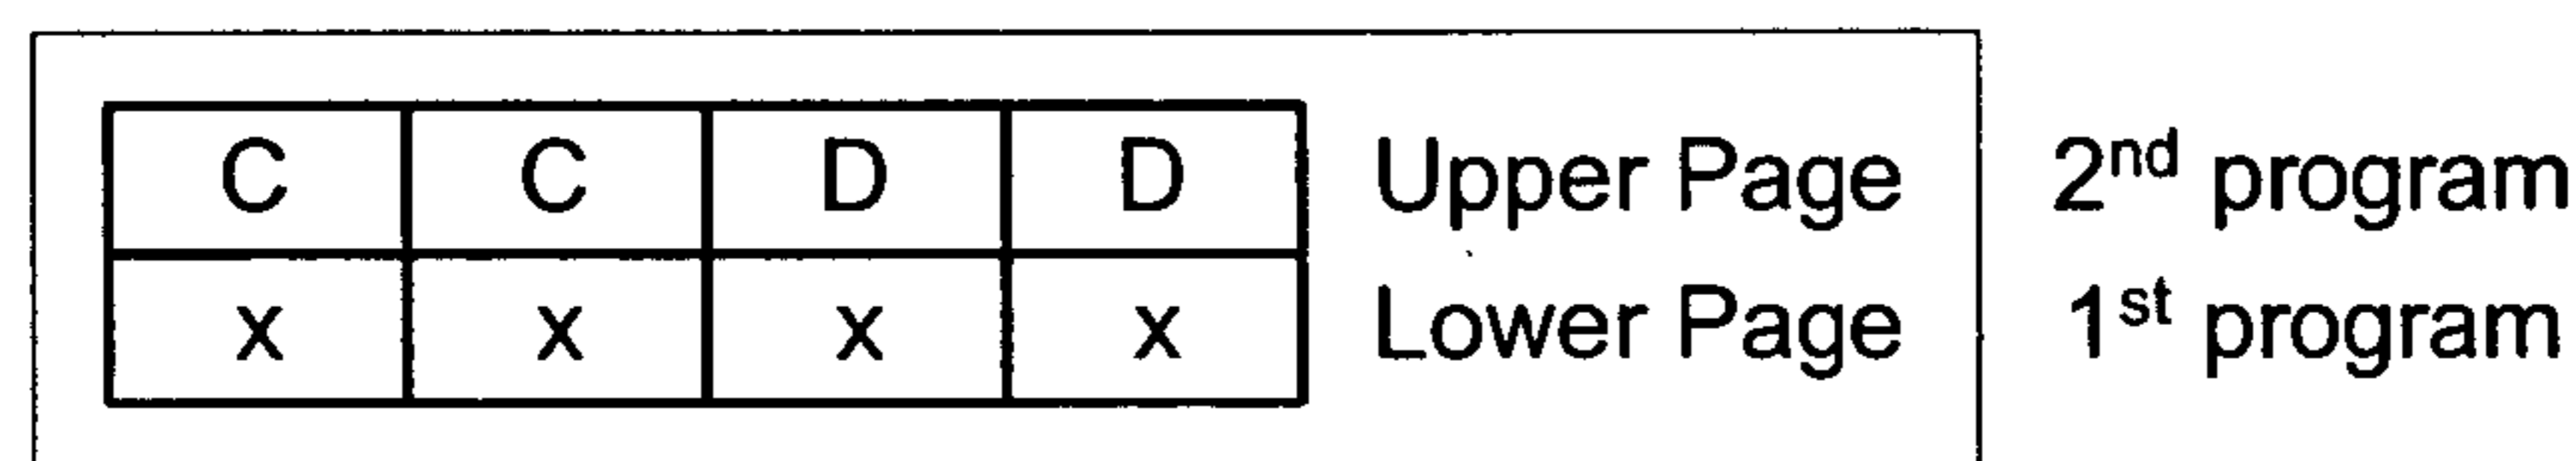 C C D D Upper Page 2nd program
x x x x Lower Page 1st program